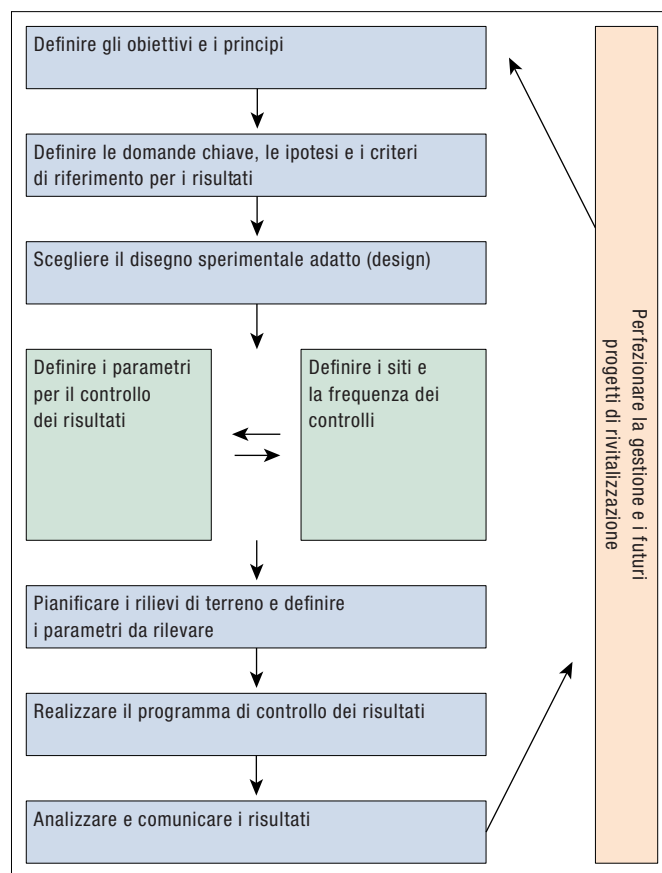 Definire gli obiettivi e i principi
Definire le domande chiave, le ipotesi e i criteri
di riferimento per i risultati
Scegliere il disegno sperimentale adatto (design)
Definire i parametri
per il controllo
dei risultati
Definire i siti e
la frequenza dei
controlli
Pianificare i rilievi di terreno e definire
i parametri da rilevare
Realizzare il programma di controllo dei risultati
Analizzare e comunicare i risultati
Perfezionare la gestione e i futuri
progetti di rivitalizzazione